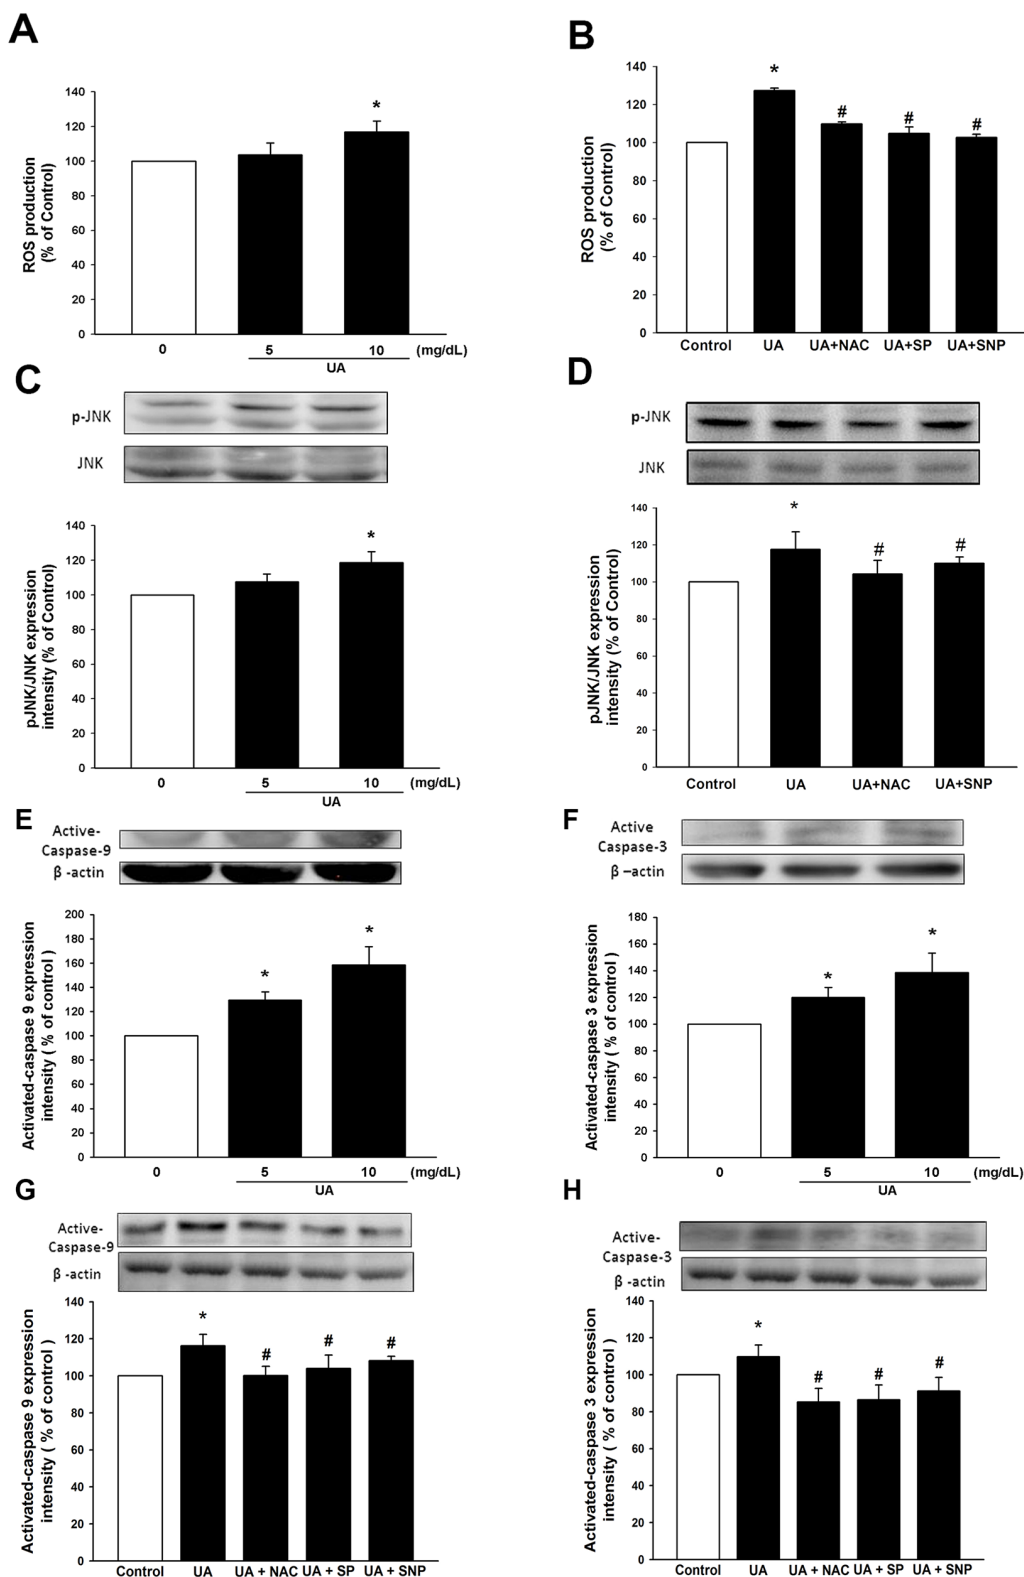 A
ROS production
(% of Control)
140
120
100
80
60
40
20
0
*
0
5
10
(mg/dL)
UA
B
ROS production
(% of Control)
140
120
100
80
60
40
20
0
*
#
#
#
Control
UA
UA+NAC
UA+SP
UA+SNP
C
p-JNK
JNK
pJNK/JNK expression
intensity (% of Control)
140
120
100
80
60
40
20
0
*
0
5
10
(mg/dL)
UA
D
p-JNK
JNK
pJNK/JNK expression
intensity (% of Control)
140
120
100
80
60
40
20
0
*
#
#
Control
UA
UA+NAC
UA+SNP
E
Active-
Caspase-9
β -actin
Activated-caspase 9 expression
intensity ( % of control )
200
180
160
140
120
100
80
60
40
20
0
*
*
0
5
10
(mg/dL)
UA
F
Active
Caspase-3
β –actin
Activated-caspase 3 expression
intensity ( % of control )
180
160
140
120
100
80
60
40
20
0
*
*
0
5
10
(mg/dL)
UA
G
Active-
Caspase-9
β -actin
Activated-caspase 9 expression
intensity ( % of control )
140
120
100
80
60
40
20
0
*
#
#
#
Control
UA
UA + NAC
UA + SP
UA + SNP
H
Active-
Caspase-3
β -actin
Activated-caspase 3 expression
intensity ( % of control )
140
120
100
80
60
40
20
0
*
#
#
#
Control
UA
UA + NAC
UA + SP
UA + SNP